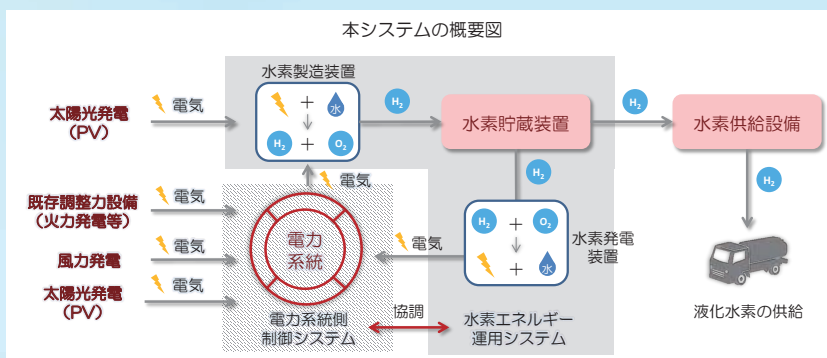 本システムの概要図
水素製造装置
太陽光発電
(PV)
電気
+
水
H₂
+
O₂
H₂
水素貯蔵装置
H₂
水素供給設備
H₂
液化水素の供給
電気
既存調整力設備
(火力発電等)
電気
風力発電
電気
太陽光発電
(PV)
電気
電力
系統
電気
H₂
H₂
+
O₂
+
水
水素発電
装置
電力系統側
制御システム
協調
水素エネルギー
運用システム